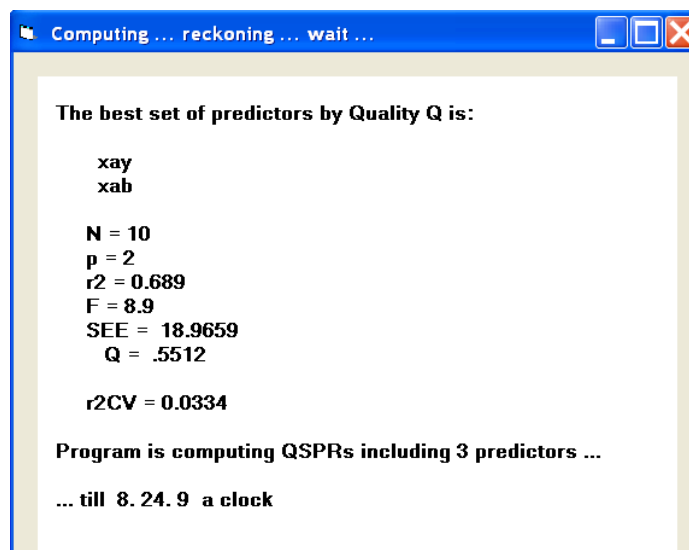 Computing ... reckoning ... wait ...
The best set of predictors by Quality Q is:
xay
xab
N = 10
p = 2
r2 = 0.689
F = 8.9
SEE = 18.9659
Q = .5512
r2CV = 0.0334
Program is computing QSPRs including 3 predictors ...
... till 8. 24. 9 a clock